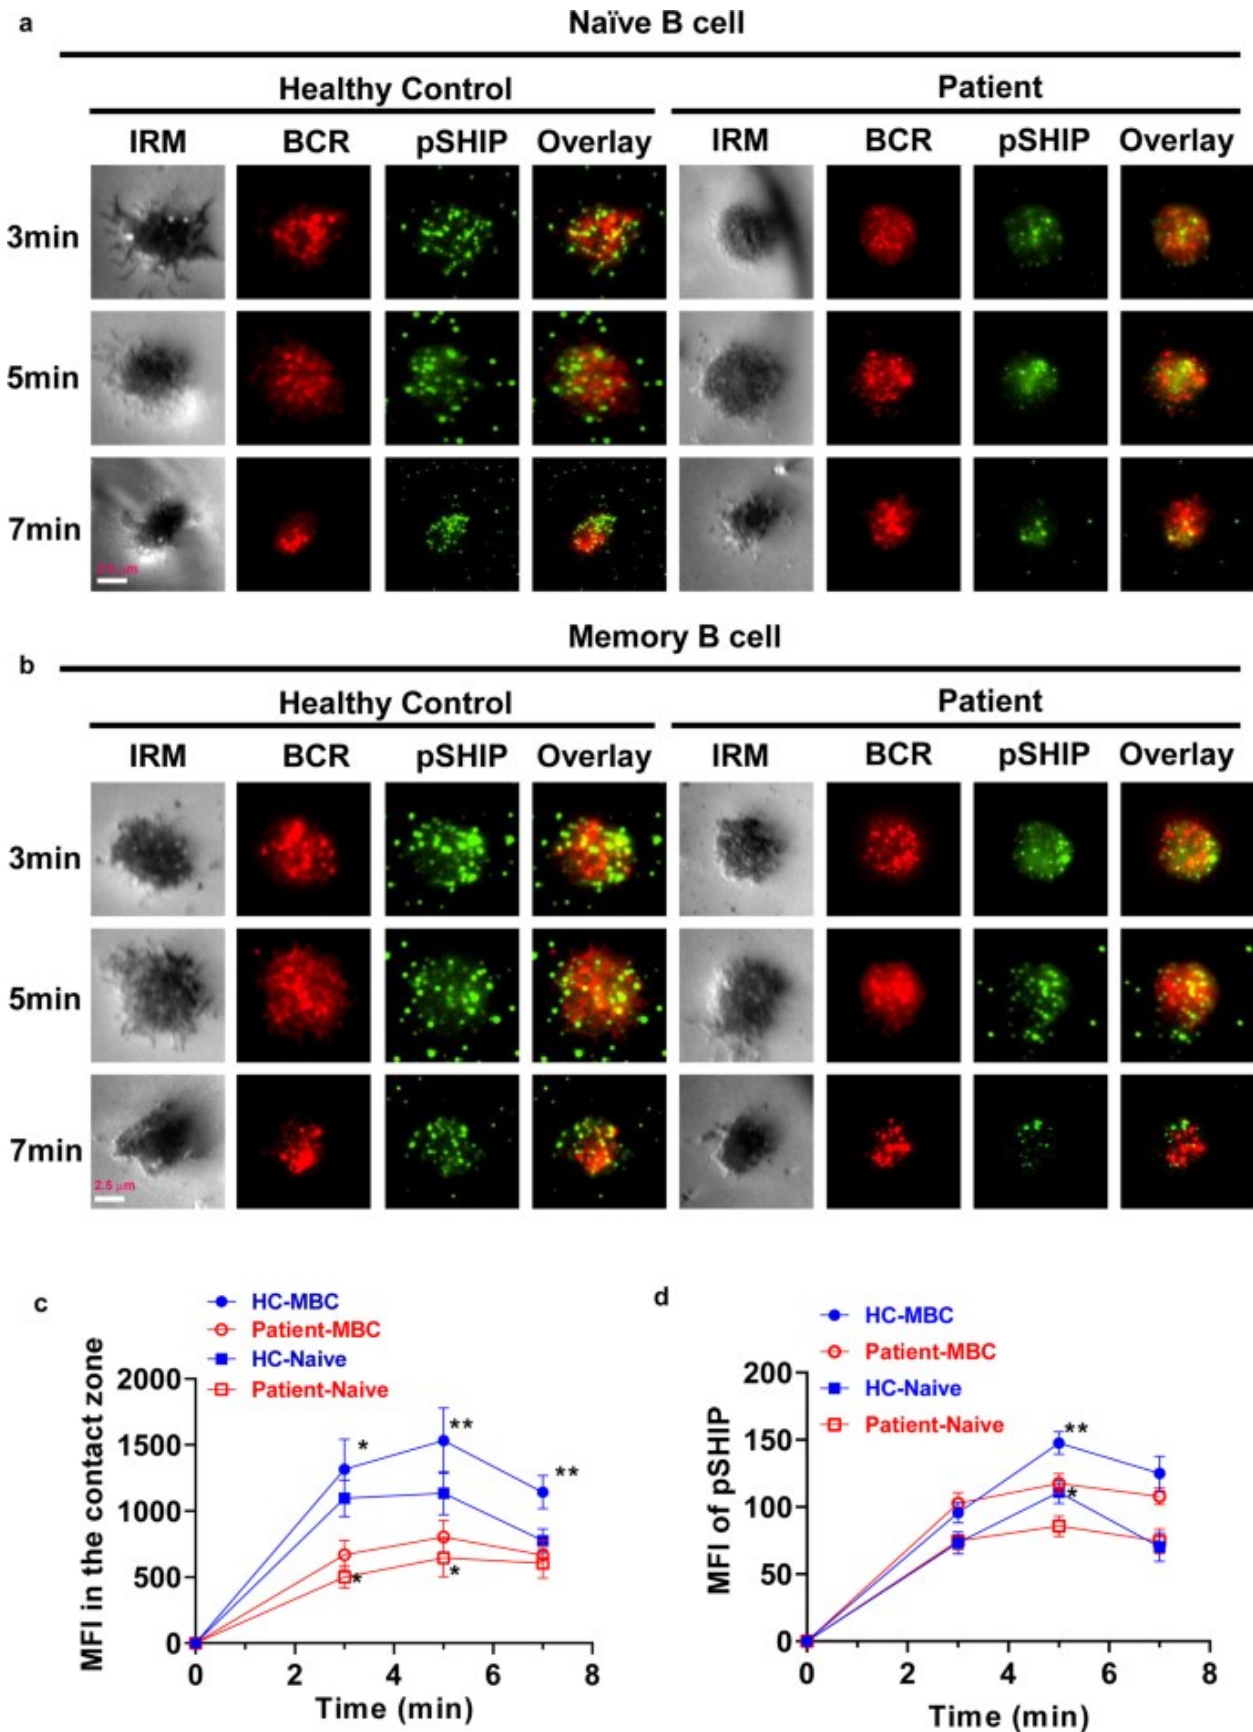 a
Naïve B cell
Healthy Control Patient
IRM BCR pSHIP Overlay IRM BCR pSHIP Overlay
3min
5min
7min
µm
b
Memory B cell
Healthy Control Patient
IRM BCR pSHIP Overlay IRM BCR pSHIP Overlay
3min
5min
7min
2.5 µm
c
HC-MBC
Patient-MBC
HC-Naive
Patient-Naive
MFI in the contact zone
2000
1500
1000
500
0
* ** **
* *
0 2 4 6 8
Time (min)
d
HC-MBC
Patient-MBC
HC-Naive
Patient-Naive
MFI of pSHIP
200
150
100
50
0
**
*
0 2 4 6 8
Time (min)